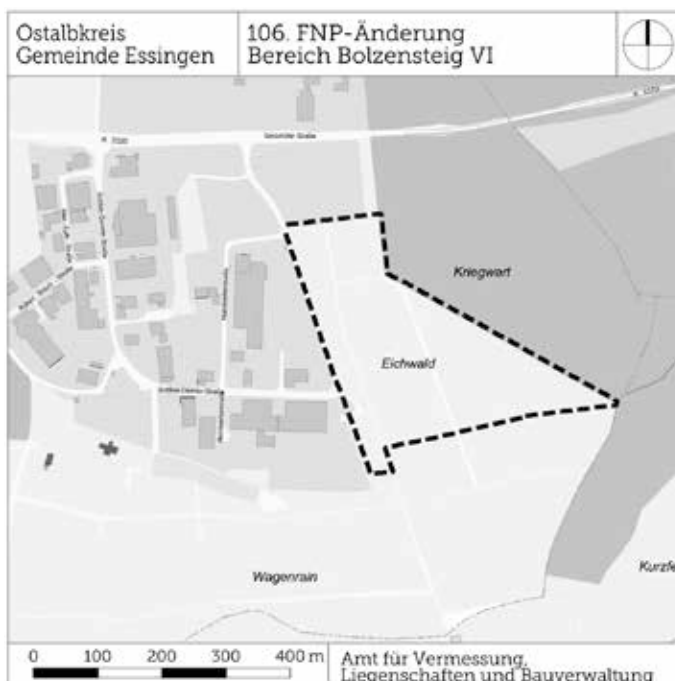 Ostalbkreis
Gemeinde Essingen
106. FNP-Änderung
Bereich Bolzensteig VI
Kriegwart
Eichwald
Wagenrain
Kurzfe
0 100 200 300 400 m
Amt für Vermessung,
Liegenschaften und Bauverwaltung